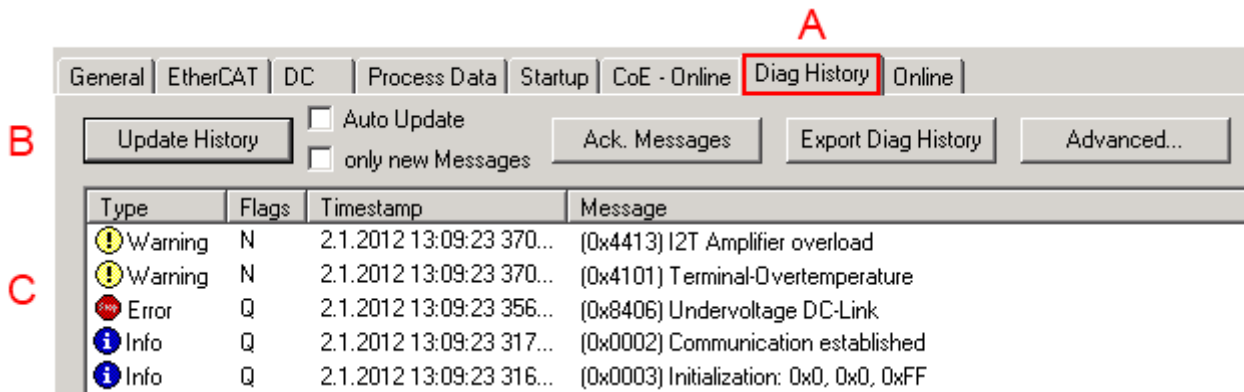 A
General EtherCAT DC Process Data Startup CoE - Online Diag History Online
B
Update History Auto Update Ack. Messages Export Diag History Advanced...
only new Messages
Type Flags Timestamp Message
Warning N 2.1.2012 13:09:23 370... (0x4413) I2T Amplifier overload
C
Warning N 2.1.2012 13:09:23 370... (0x4101) Terminal-Overtemperature
Error Q 2.1.2012 13:09:23 356... (0x8406) Undervoltage DC-Link
Info Q 2.1.2012 13:09:23 317... (0x0002) Communication established
Info Q 2.1.2012 13:09:23 316... (0x0003) Initialization: 0x0, 0x0, 0xFF